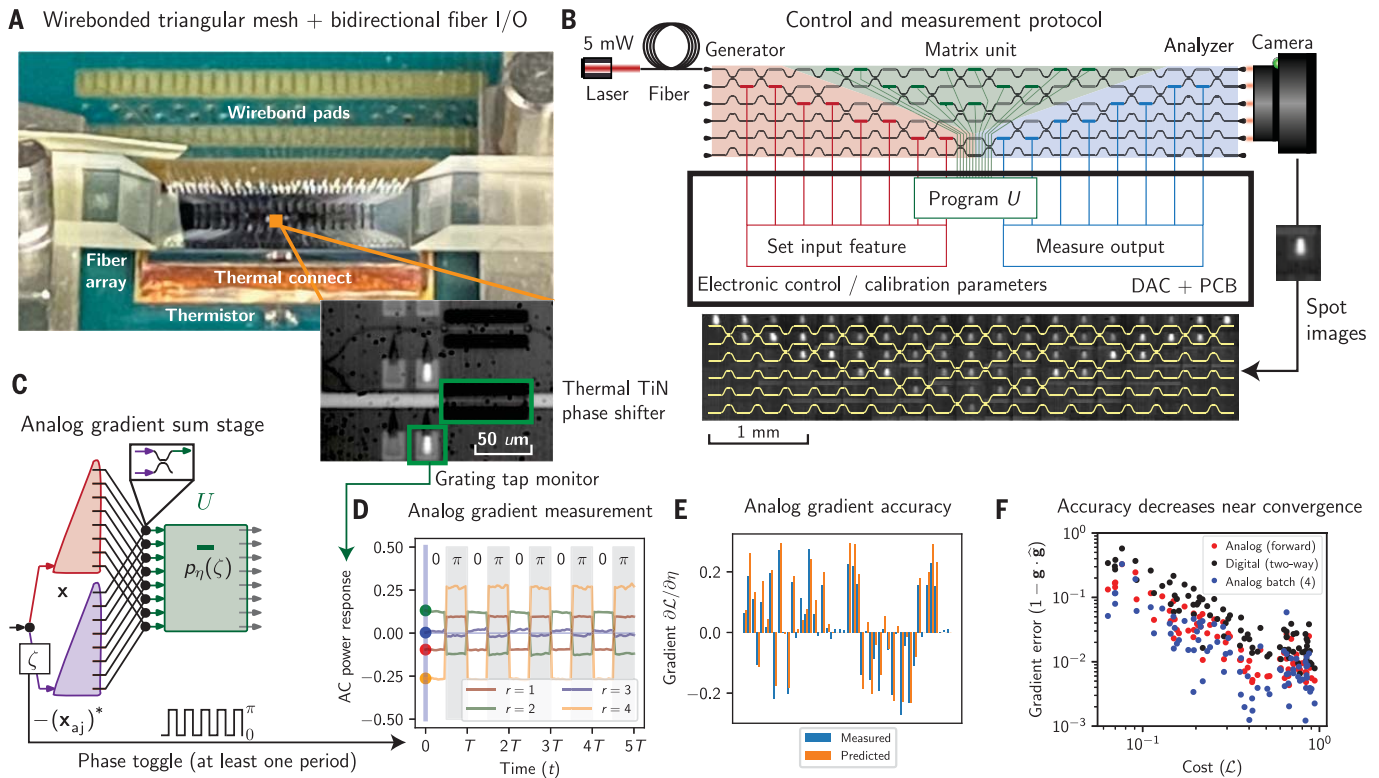 A Wirebonded triangular mesh + bidirectional fiber I/O
Wirebond pads
Fiber
array
Thermal connect
Thermistor
Thermal TiN
phase shifter
50 um
Grating tap monitor
B Control and measurement protocol
5 mW
Laser
Fiber
Generator
Matrix unit
Analyzer
Camera
Program U
Set input feature
Measure output
Electronic control / calibration parameters
DAC + PCB
Spot
images
1 mm
C
Analog gradient sum stage
U
pη(ζ)
x
ζ
−(x_aj)*
π
0
Phase toggle (at least one period)
D Analog gradient measurement
0 π 0 π 0 π 0 π 0 π
AC power response
0.50
0.25
0.00
−0.25
−0.50
r = 1
r = 2
r = 3
r = 4
0 T 2T 3T 4T 5T
Time (t)
E Analog gradient accuracy
Gradient ∂ℒ/∂η
0.2
0.0
−0.2
Measured
Predicted
F Accuracy decreases near convergence
Gradient error (1 − g · ĝ)
10⁰
10⁻¹
10⁻²
10⁻³
Analog (forward)
Digital (two-way)
Analog batch (4)
10⁻¹ 10⁰
Cost (ℒ)